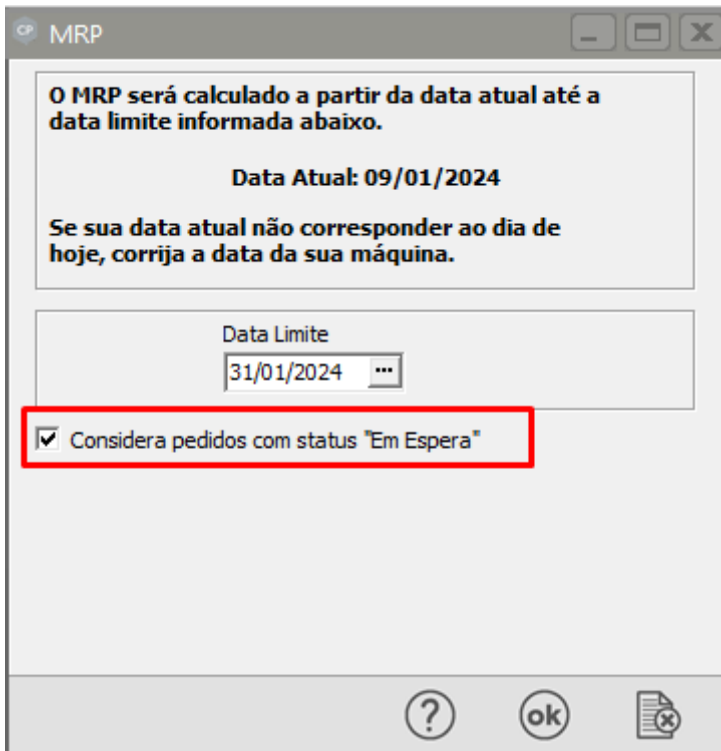 CP MRP
O MRP será calculado a partir da data atual até a
data limite informada abaixo.
Data Atual: 09/01/2024
Se sua data atual não corresponder ao dia de
hoje, corrija a data da sua máquina.
Data Limite
31/01/2024 ...
Considera pedidos com status "Em Espera"
? ok